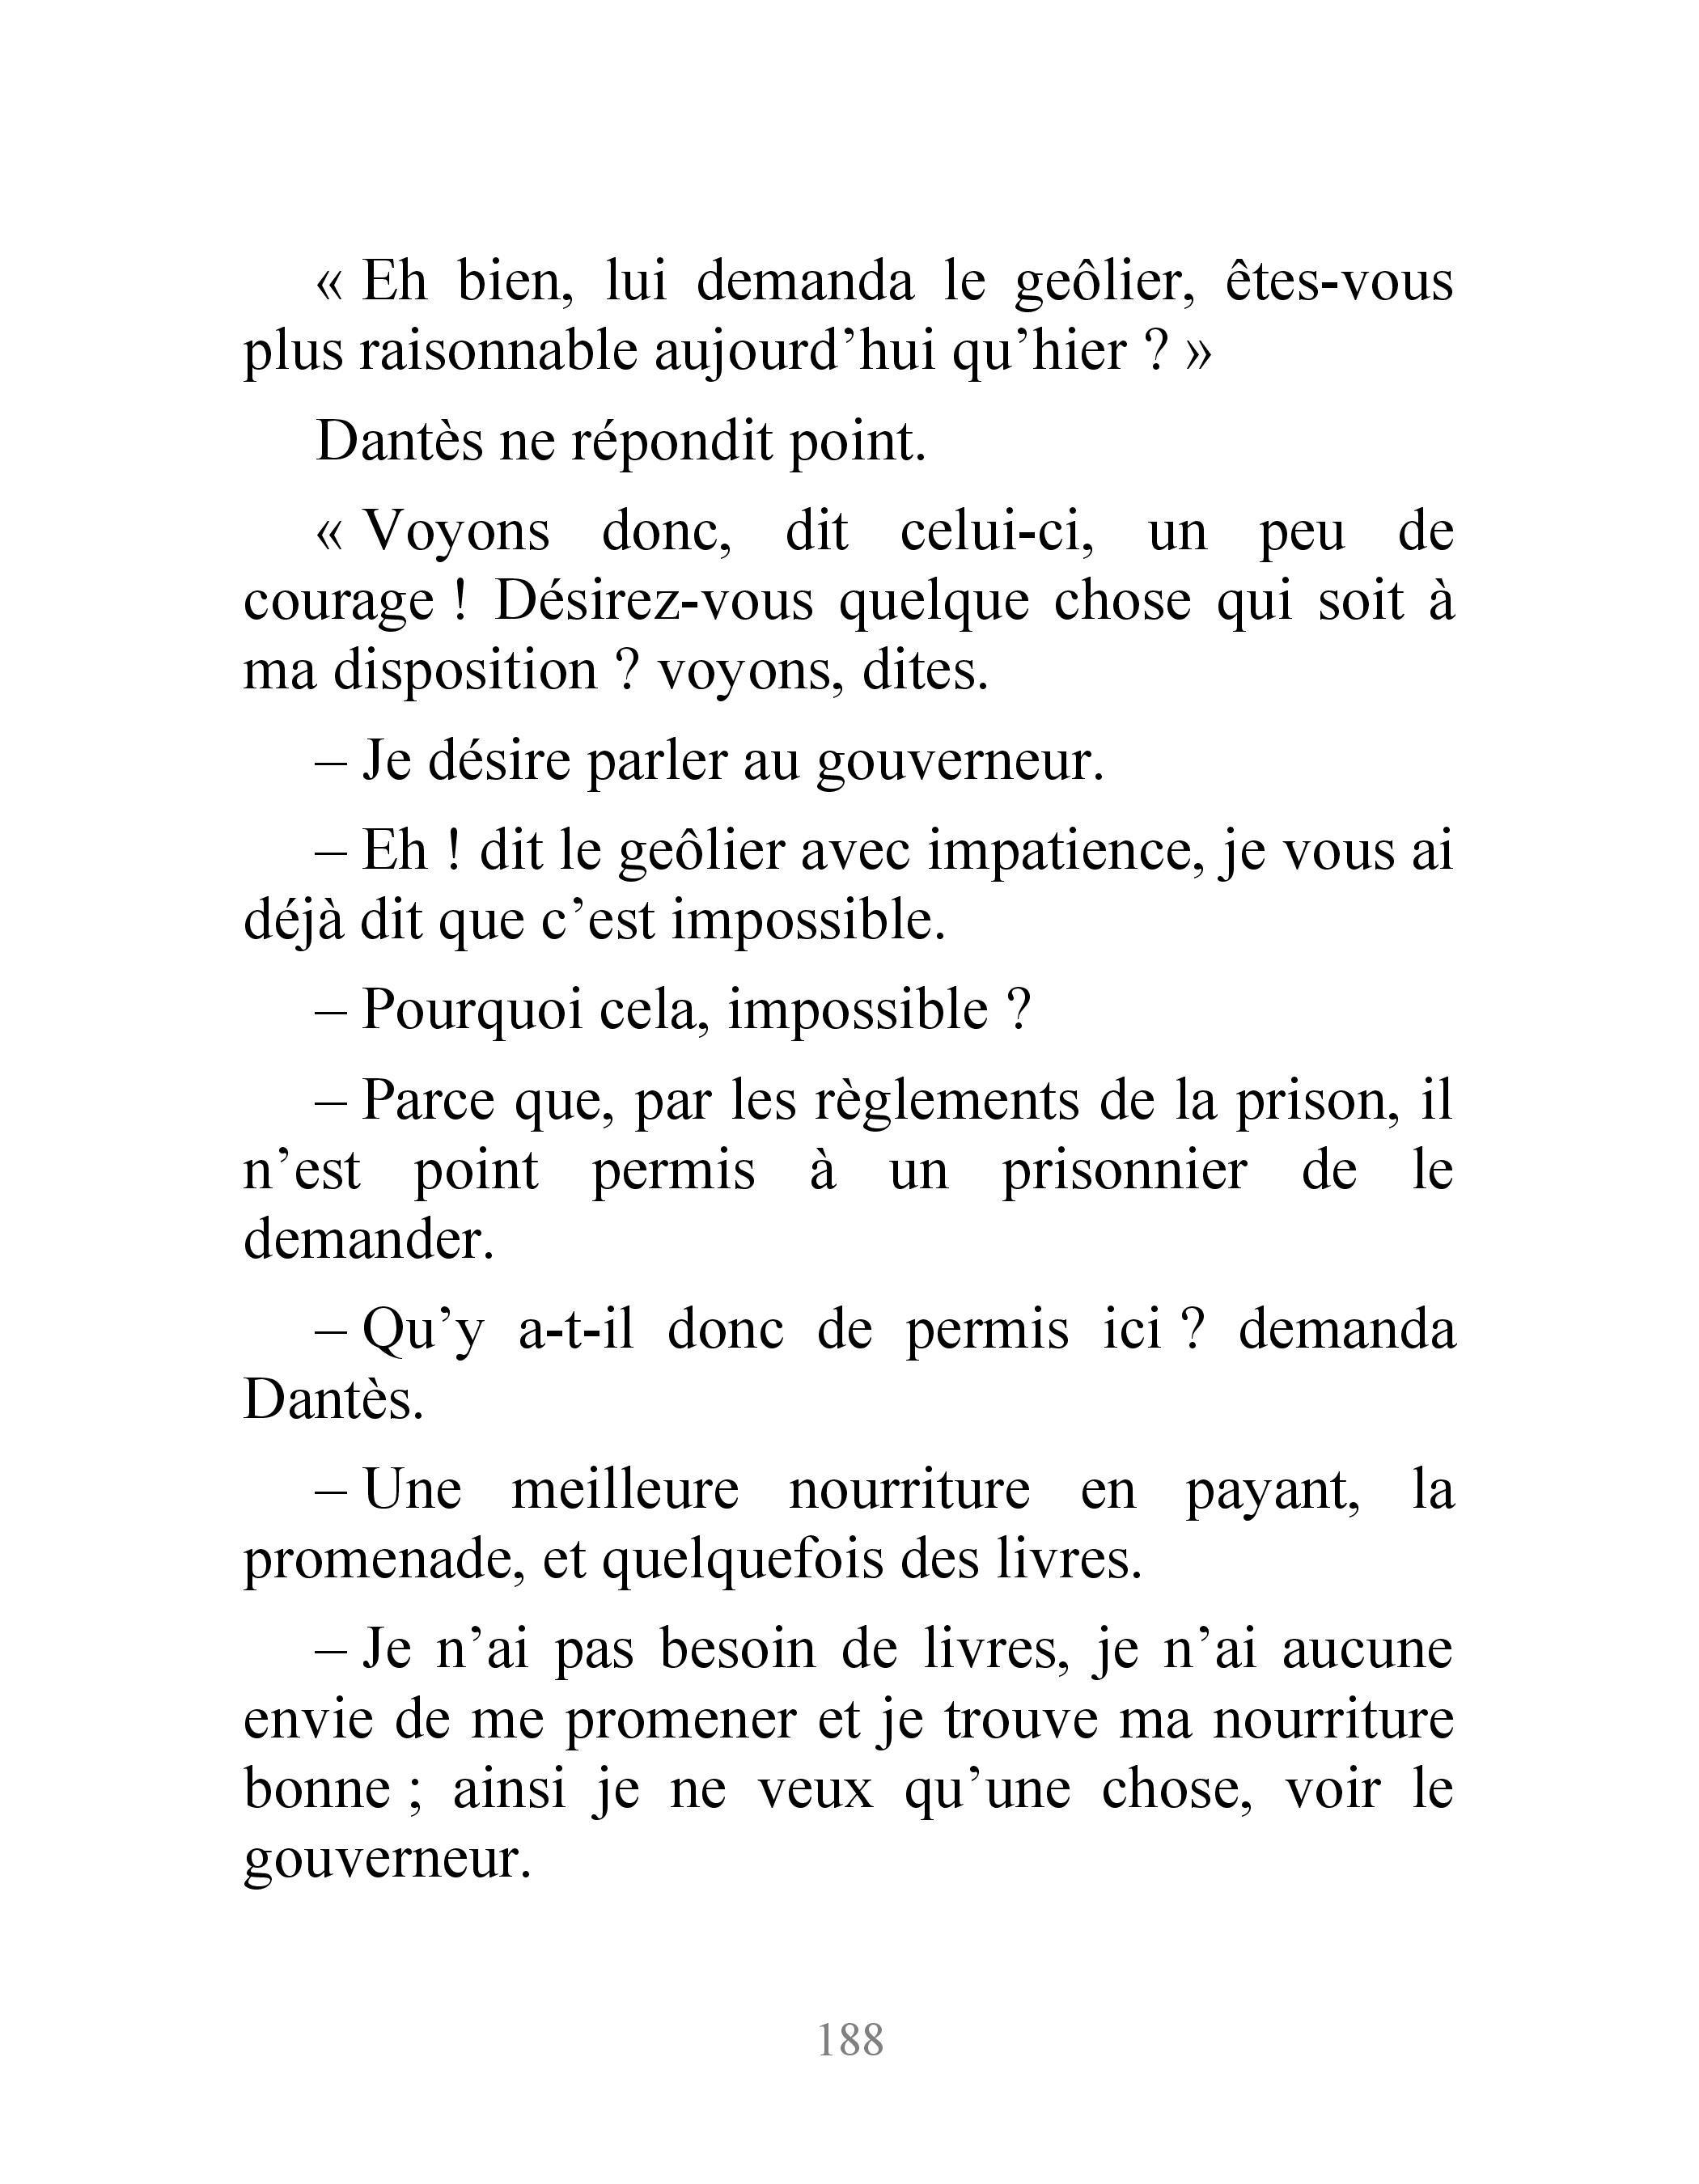 « Eh bien, lui demanda le geôlier, êtes-vous
plus raisonnable aujourd’hui qu’hier ? »
Dantès ne répondit point.
« Voyons donc, dit celui-ci, un peu de
courage ! Désirez-vous quelque chose qui soit à
ma disposition ? voyons, dites.
– Je désire parler au gouverneur.
– Eh ! dit le geôlier avec impatience, je vous ai
déjà dit que c’est impossible.
– Pourquoi cela, impossible ?
– Parce que, par les règlements de la prison, il
n’est point permis à un prisonnier de le
demander.
– Qu’y a-t-il donc de permis ici ? demanda
Dantès.
– Une meilleure nourriture en payant, la
promenade, et quelquefois des livres.
– Je n’ai pas besoin de livres, je n’ai aucune
envie de me promener et je trouve ma nourriture
bonne ; ainsi je ne veux qu’une chose, voir le
gouverneur.
188